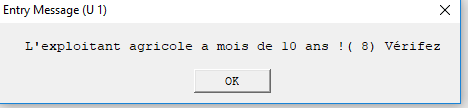 Entry Message (U 1)
L'exploitant agricole a mois de 10 ans !( 8) Vérifez
OK